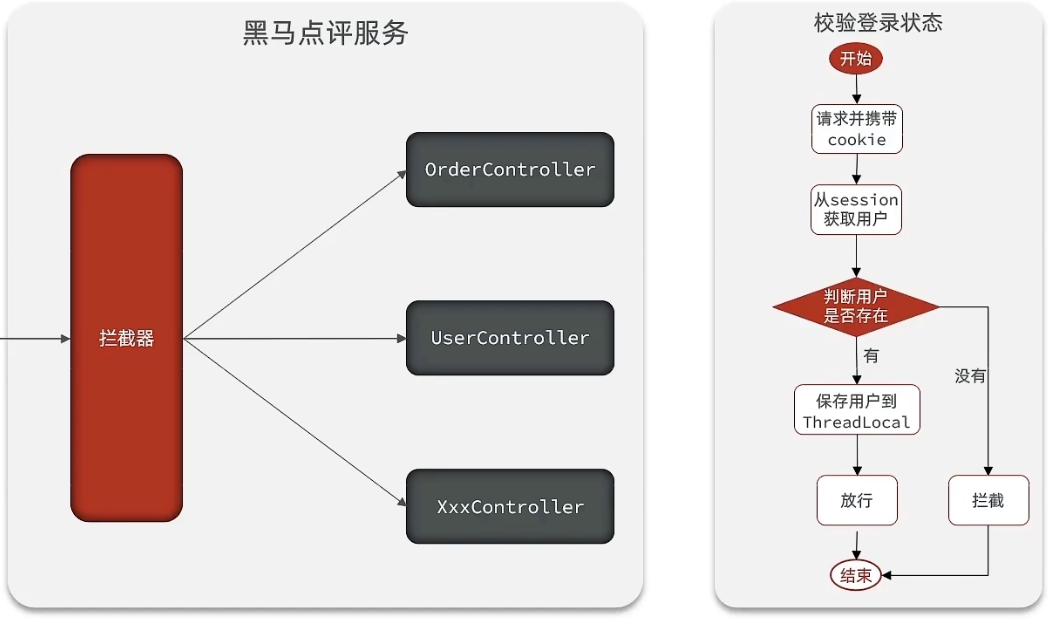 黑马点评服务
拦截器
OrderController
UserController
XxxController
校验登录状态
开始
请求并携带
cookie
从session
获取用户
判断用户
是否存在
有
没有
保存用户到
ThreadLocal
放行
拦截
结束